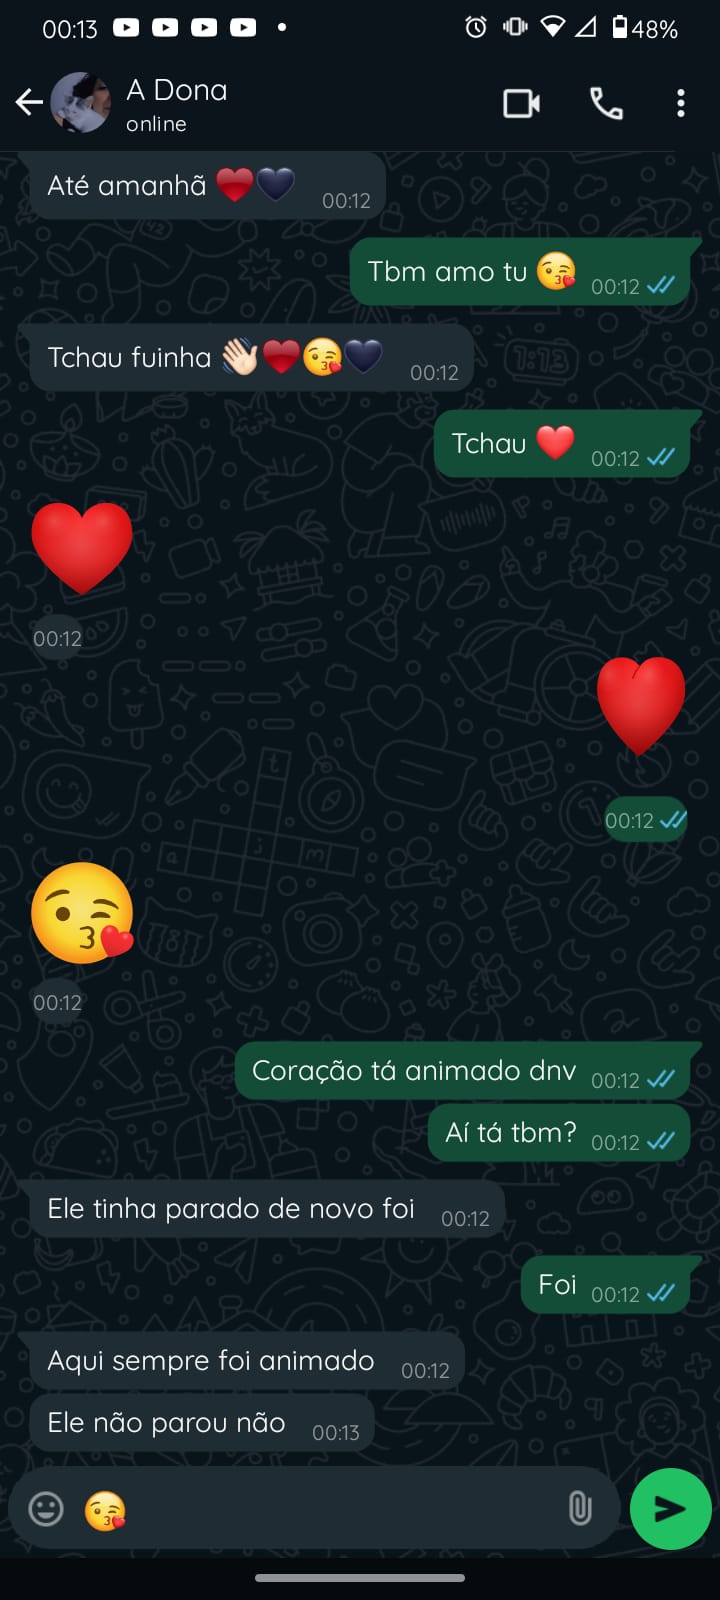 00:13 48%
A Dona
online
Até amanhã ❤️🖤 00:12
Tbm amo tu 😘 00:12
Tchau fuinha 👋🏻❤️😘🖤 00:12
Tchau ❤️ 00:12
❤️
00:12
❤️
00:12
😘
00:12
Coração tá animado dnv 00:12
Aí tá tbm? 00:12
Ele tinha parado de novo foi 00:12
Foi 00:12
Aqui sempre foi animado 00:12
Ele não parou não 00:13
😘